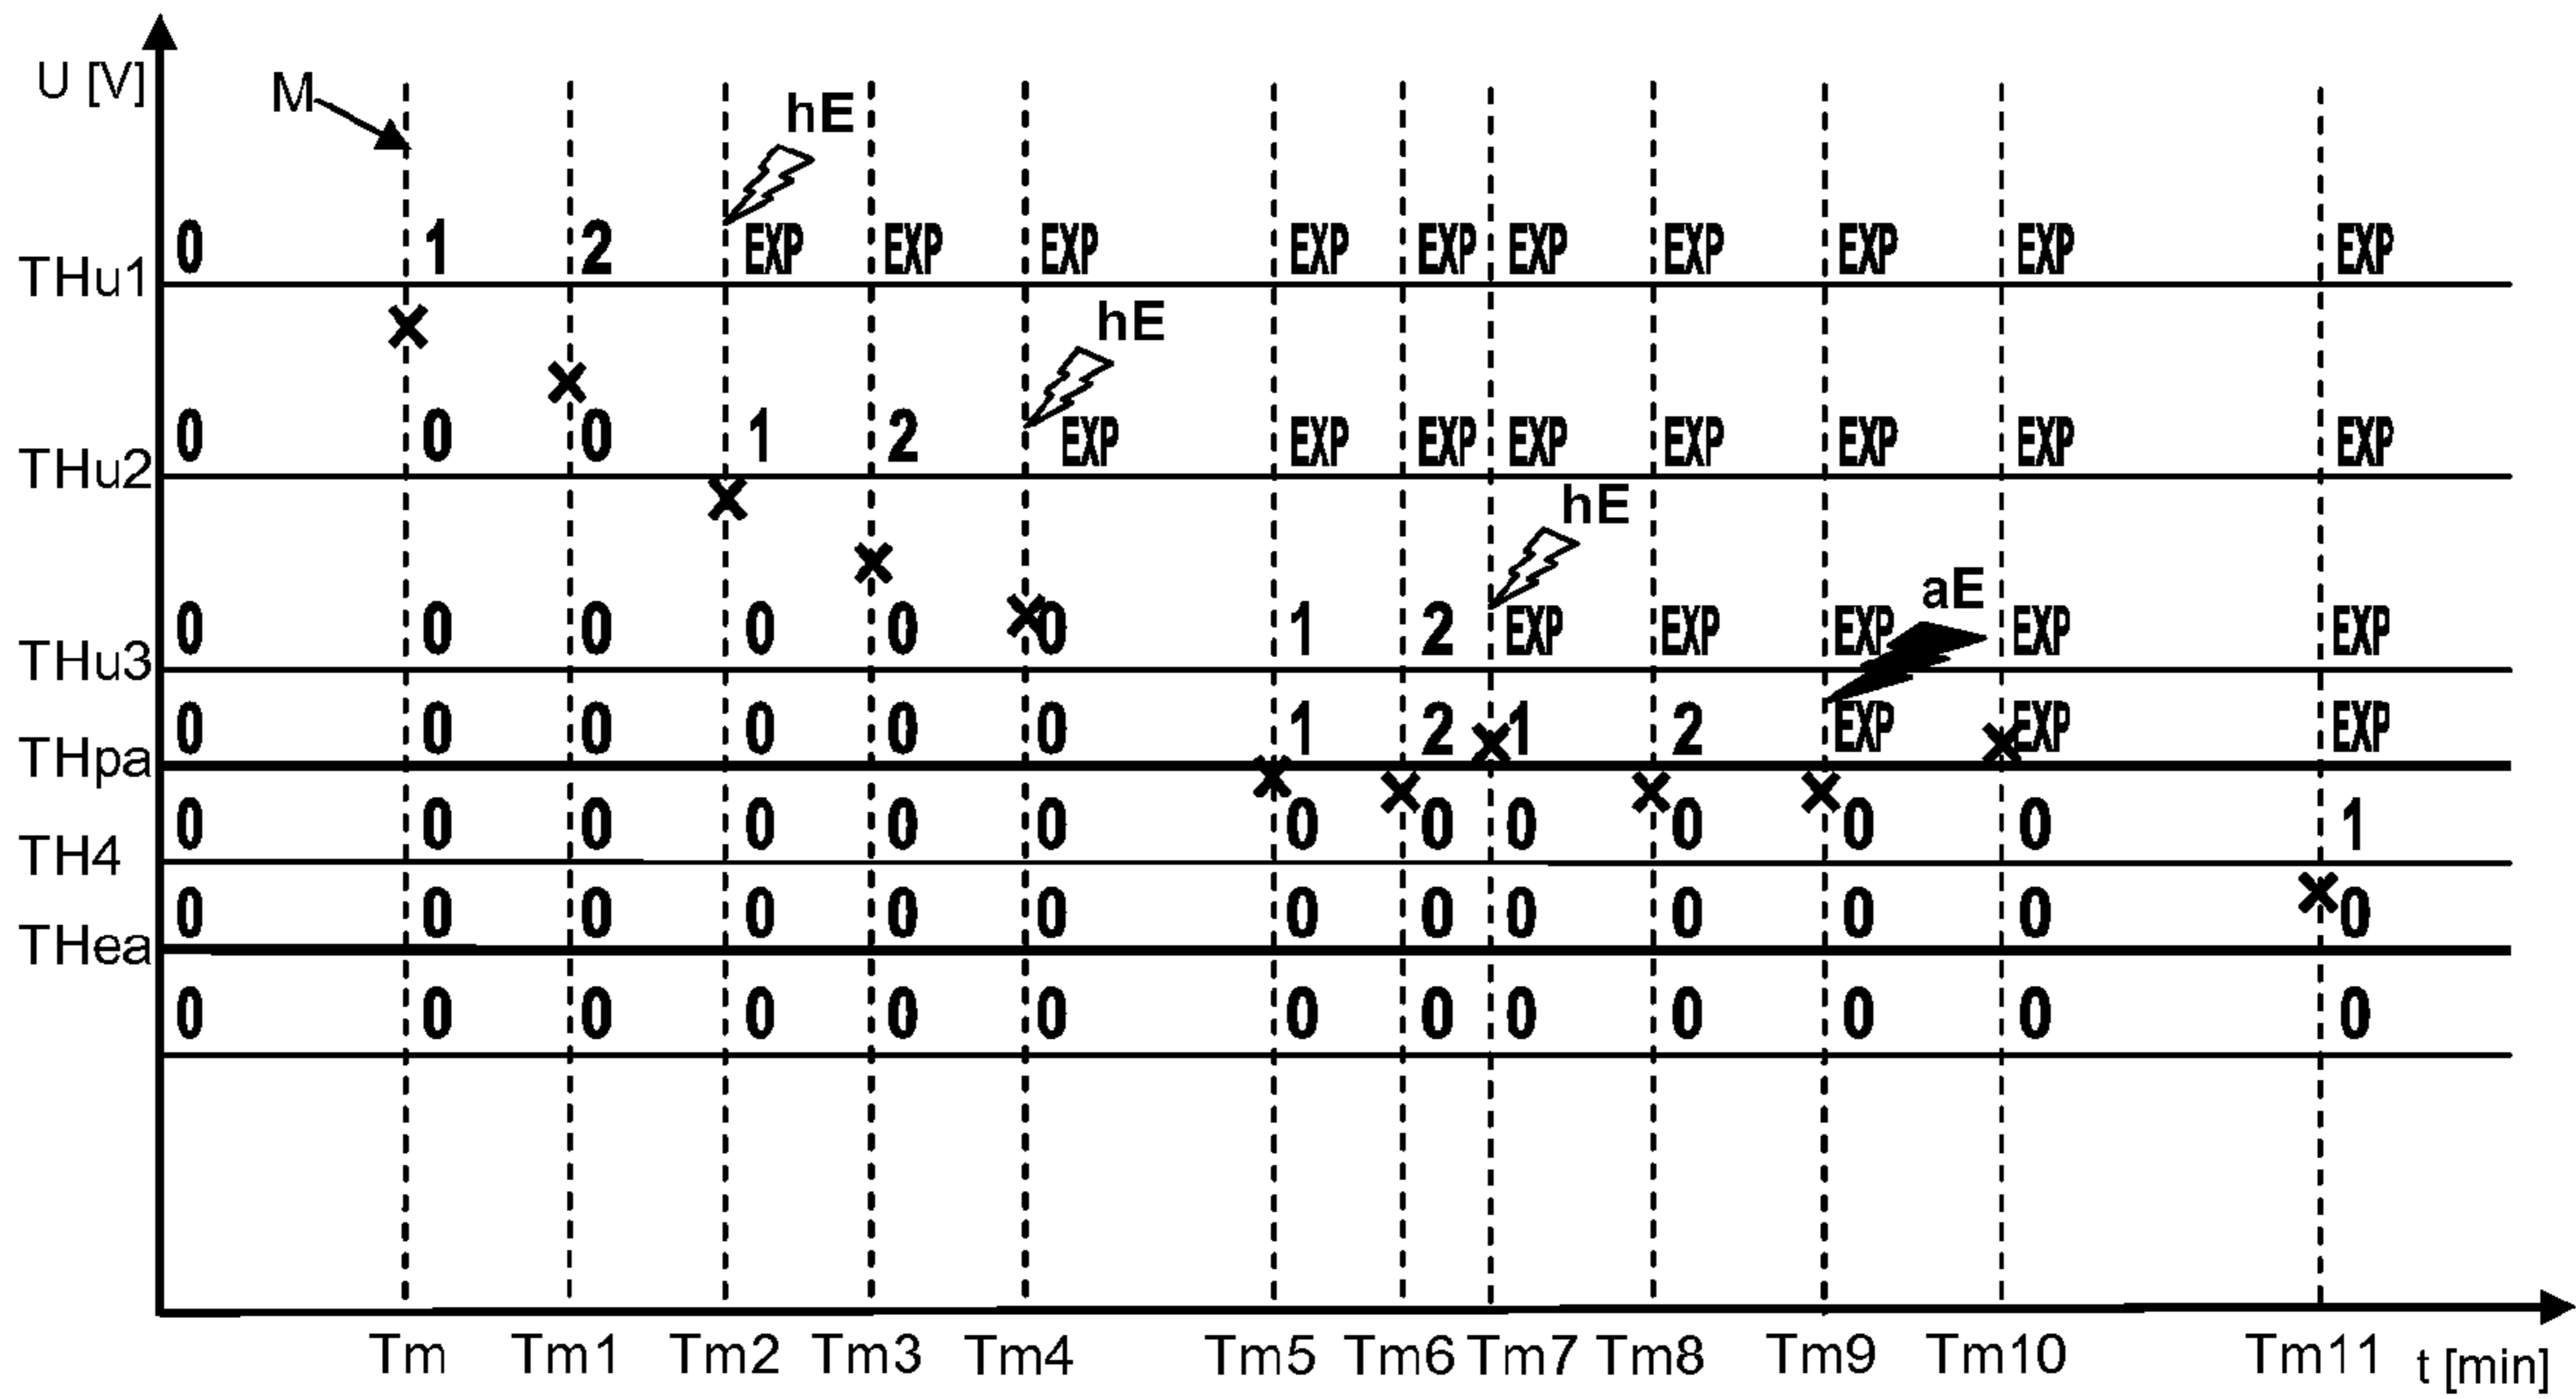 U [V]
M
hE
0 1 2 EXP EXP EXP EXP EXP EXP EXP EXP EXP EXP
THu1
hE
0 0 0 1 2 EXP EXP EXP EXP EXP EXP EXP EXP
THu2
hE
aE
0 0 0 0 0 0 1 2 EXP EXP EXP EXP EXP
THu3
0 0 0 0 0 0 1 2 1 2 EXP EXP EXP
THpa
0 0 0 0 0 0 0 0 0 0 0 0 1
TH4
0 0 0 0 0 0 0 0 0 0 0 0 0
THea
0 0 0 0 0 0 0 0 0 0 0 0 0
Tm Tm1 Tm2 Tm3 Tm4 Tm5 Tm6 Tm7 Tm8 Tm9 Tm10 Tm11 t [min]